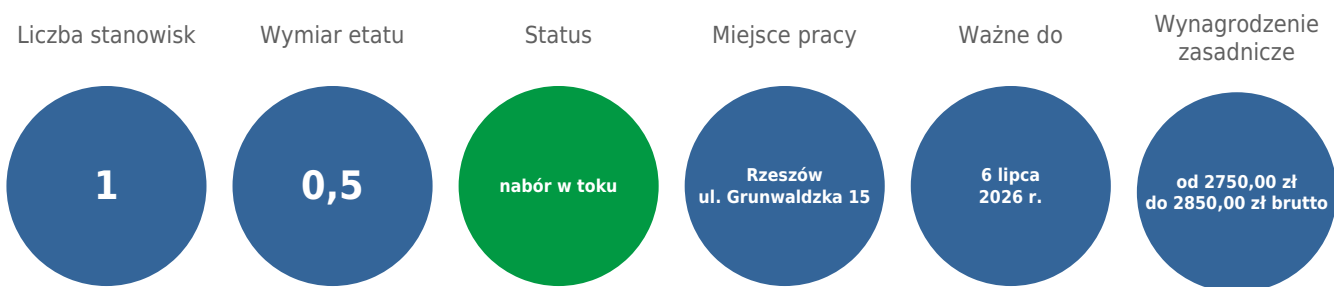 Liczba stanowisk
1
Wymiar etatu
0,5
Status
nabór w toku
Miejsce pracy
Rzeszów
ul. Grunwaldzka 15
Ważne do
6 lipca
2026 r.
Wynagrodzenie
zasadnicze
od 2750,00 zł
do 2850,00 zł brutto